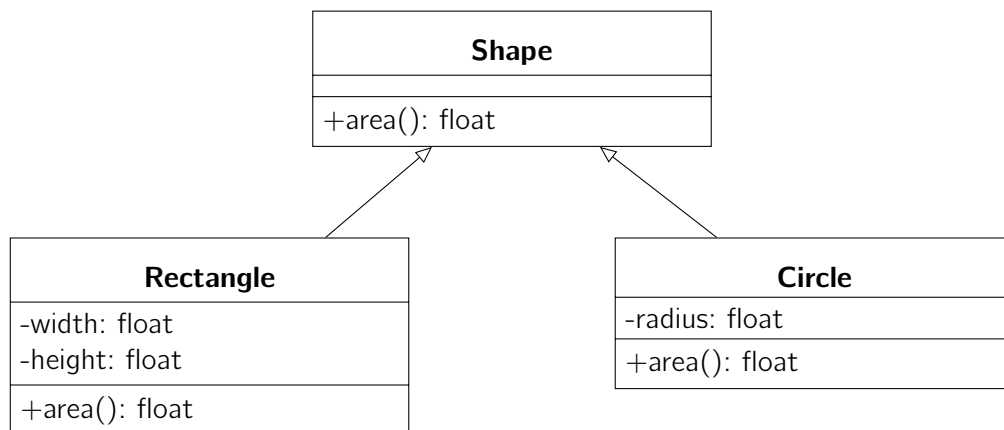 Shape
+area(): float
Rectangle
-width: float
-height: float
+area(): float
Circle
-radius: float
+area(): float